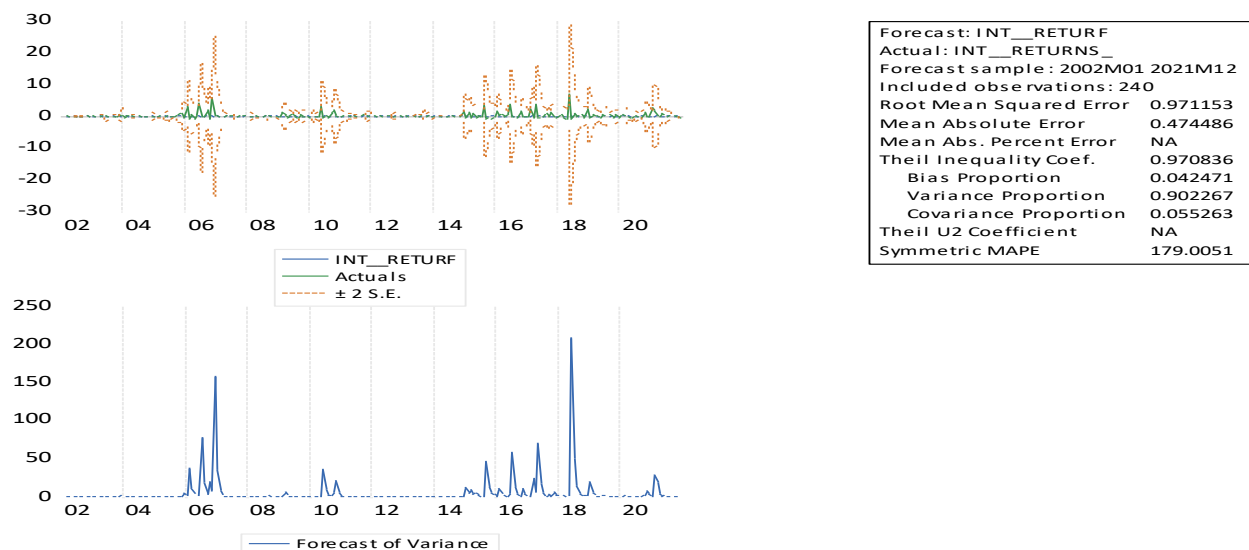 30
20
10
0
-10
-20
-30
02 04 06 08 10 12 14 16 18 20
INT__RETURF
Actuals
± 2 S.E.
Forecast: INT__RETURF
Actual: INT__RETURNS_
Forecast sample: 2002M01 2021M12
Included observations: 240
Root Mean Squared Error 0.971153
Mean Absolute Error 0.474486
Mean Abs. Percent Error NA
Theil Inequality Coef. 0.970836
Bias Proportion 0.042471
Variance Proportion 0.902267
Covariance Proportion 0.055263
Theil U2 Coefficient NA
Symmetric MAPE 179.0051
250
200
150
100
50
0
02 04 06 08 10 12 14 16 18 20
Forecast of Variance